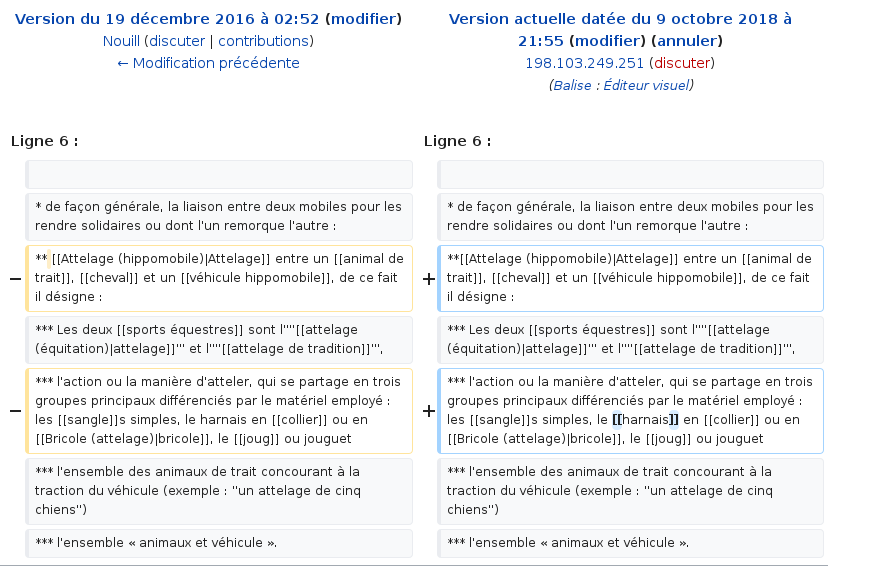 Version du 19 décembre 2016 à 02:52 (modifier)
Nouill (discuter | contributions)
← Modification précédente
Version actuelle datée du 9 octobre 2018 à
21:55 (modifier) (annuler)
198.103.249.251 (discuter)
(Balise : Éditeur visuel)
Ligne 6 :
Ligne 6 :
* de façon générale, la liaison entre deux mobiles pour les
rendre solidaires ou dont l'un remorque l'autre :
* de façon générale, la liaison entre deux mobiles pour les
rendre solidaires ou dont l'un remorque l'autre :
−
** [[Attelage (hippomobile)|Attelage]] entre un [[animal de
trait]], [[cheval]] et un [[véhicule hippomobile]], de ce fait
il désigne :
+
**[[Attelage (hippomobile)|Attelage]] entre un [[animal de
trait]], [[cheval]] et un [[véhicule hippomobile]], de ce fait
il désigne :
*** Les deux [[sports équestres]] sont l''''[[attelage
(équitation)|attelage]]''' et l''''[[attelage de tradition]]''',
*** Les deux [[sports équestres]] sont l''''[[attelage
(équitation)|attelage]]''' et l''''[[attelage de tradition]]''',
−
*** l'action ou la manière d'atteler, qui se partage en trois
groupes principaux différenciés par le matériel employé :
les [[sangle]]s simples, le harnais en [[collier]] ou en
[[Bricole (attelage)|bricole]], le [[joug]] ou jouguet
+
*** l'action ou la manière d'atteler, qui se partage en trois
groupes principaux différenciés par le matériel employé :
les [[sangle]]s simples, le [[harnais]] en [[collier]] ou en
[[Bricole (attelage)|bricole]], le [[joug]] ou jouguet
*** l'ensemble des animaux de trait concourant à la
traction du véhicule (exemple : ''un attelage de cinq
chiens'')
*** l'ensemble des animaux de trait concourant à la
traction du véhicule (exemple : ''un attelage de cinq
chiens'')
*** l'ensemble « animaux et véhicule ».
*** l'ensemble « animaux et véhicule ».